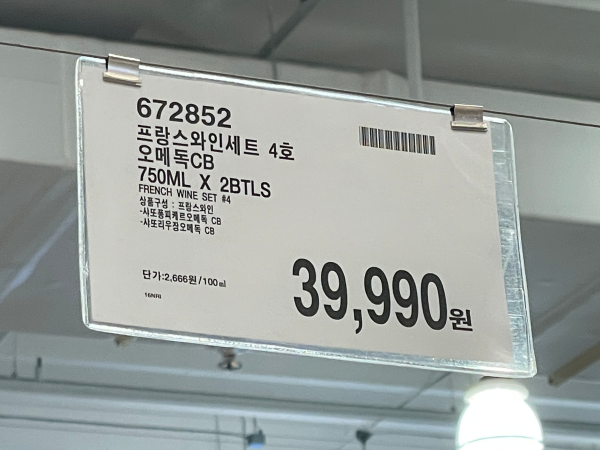 672852
프랑스와인세트 4호
오메독CB
750ML X 2BTLS
FRENCH WINE SET #4
상품구성 : 프랑스와인
-샤또퐁피케르오메독 CB
-샤또리우장오메독 CB
단가:2,666원/100㎖
39,990원
16NRI